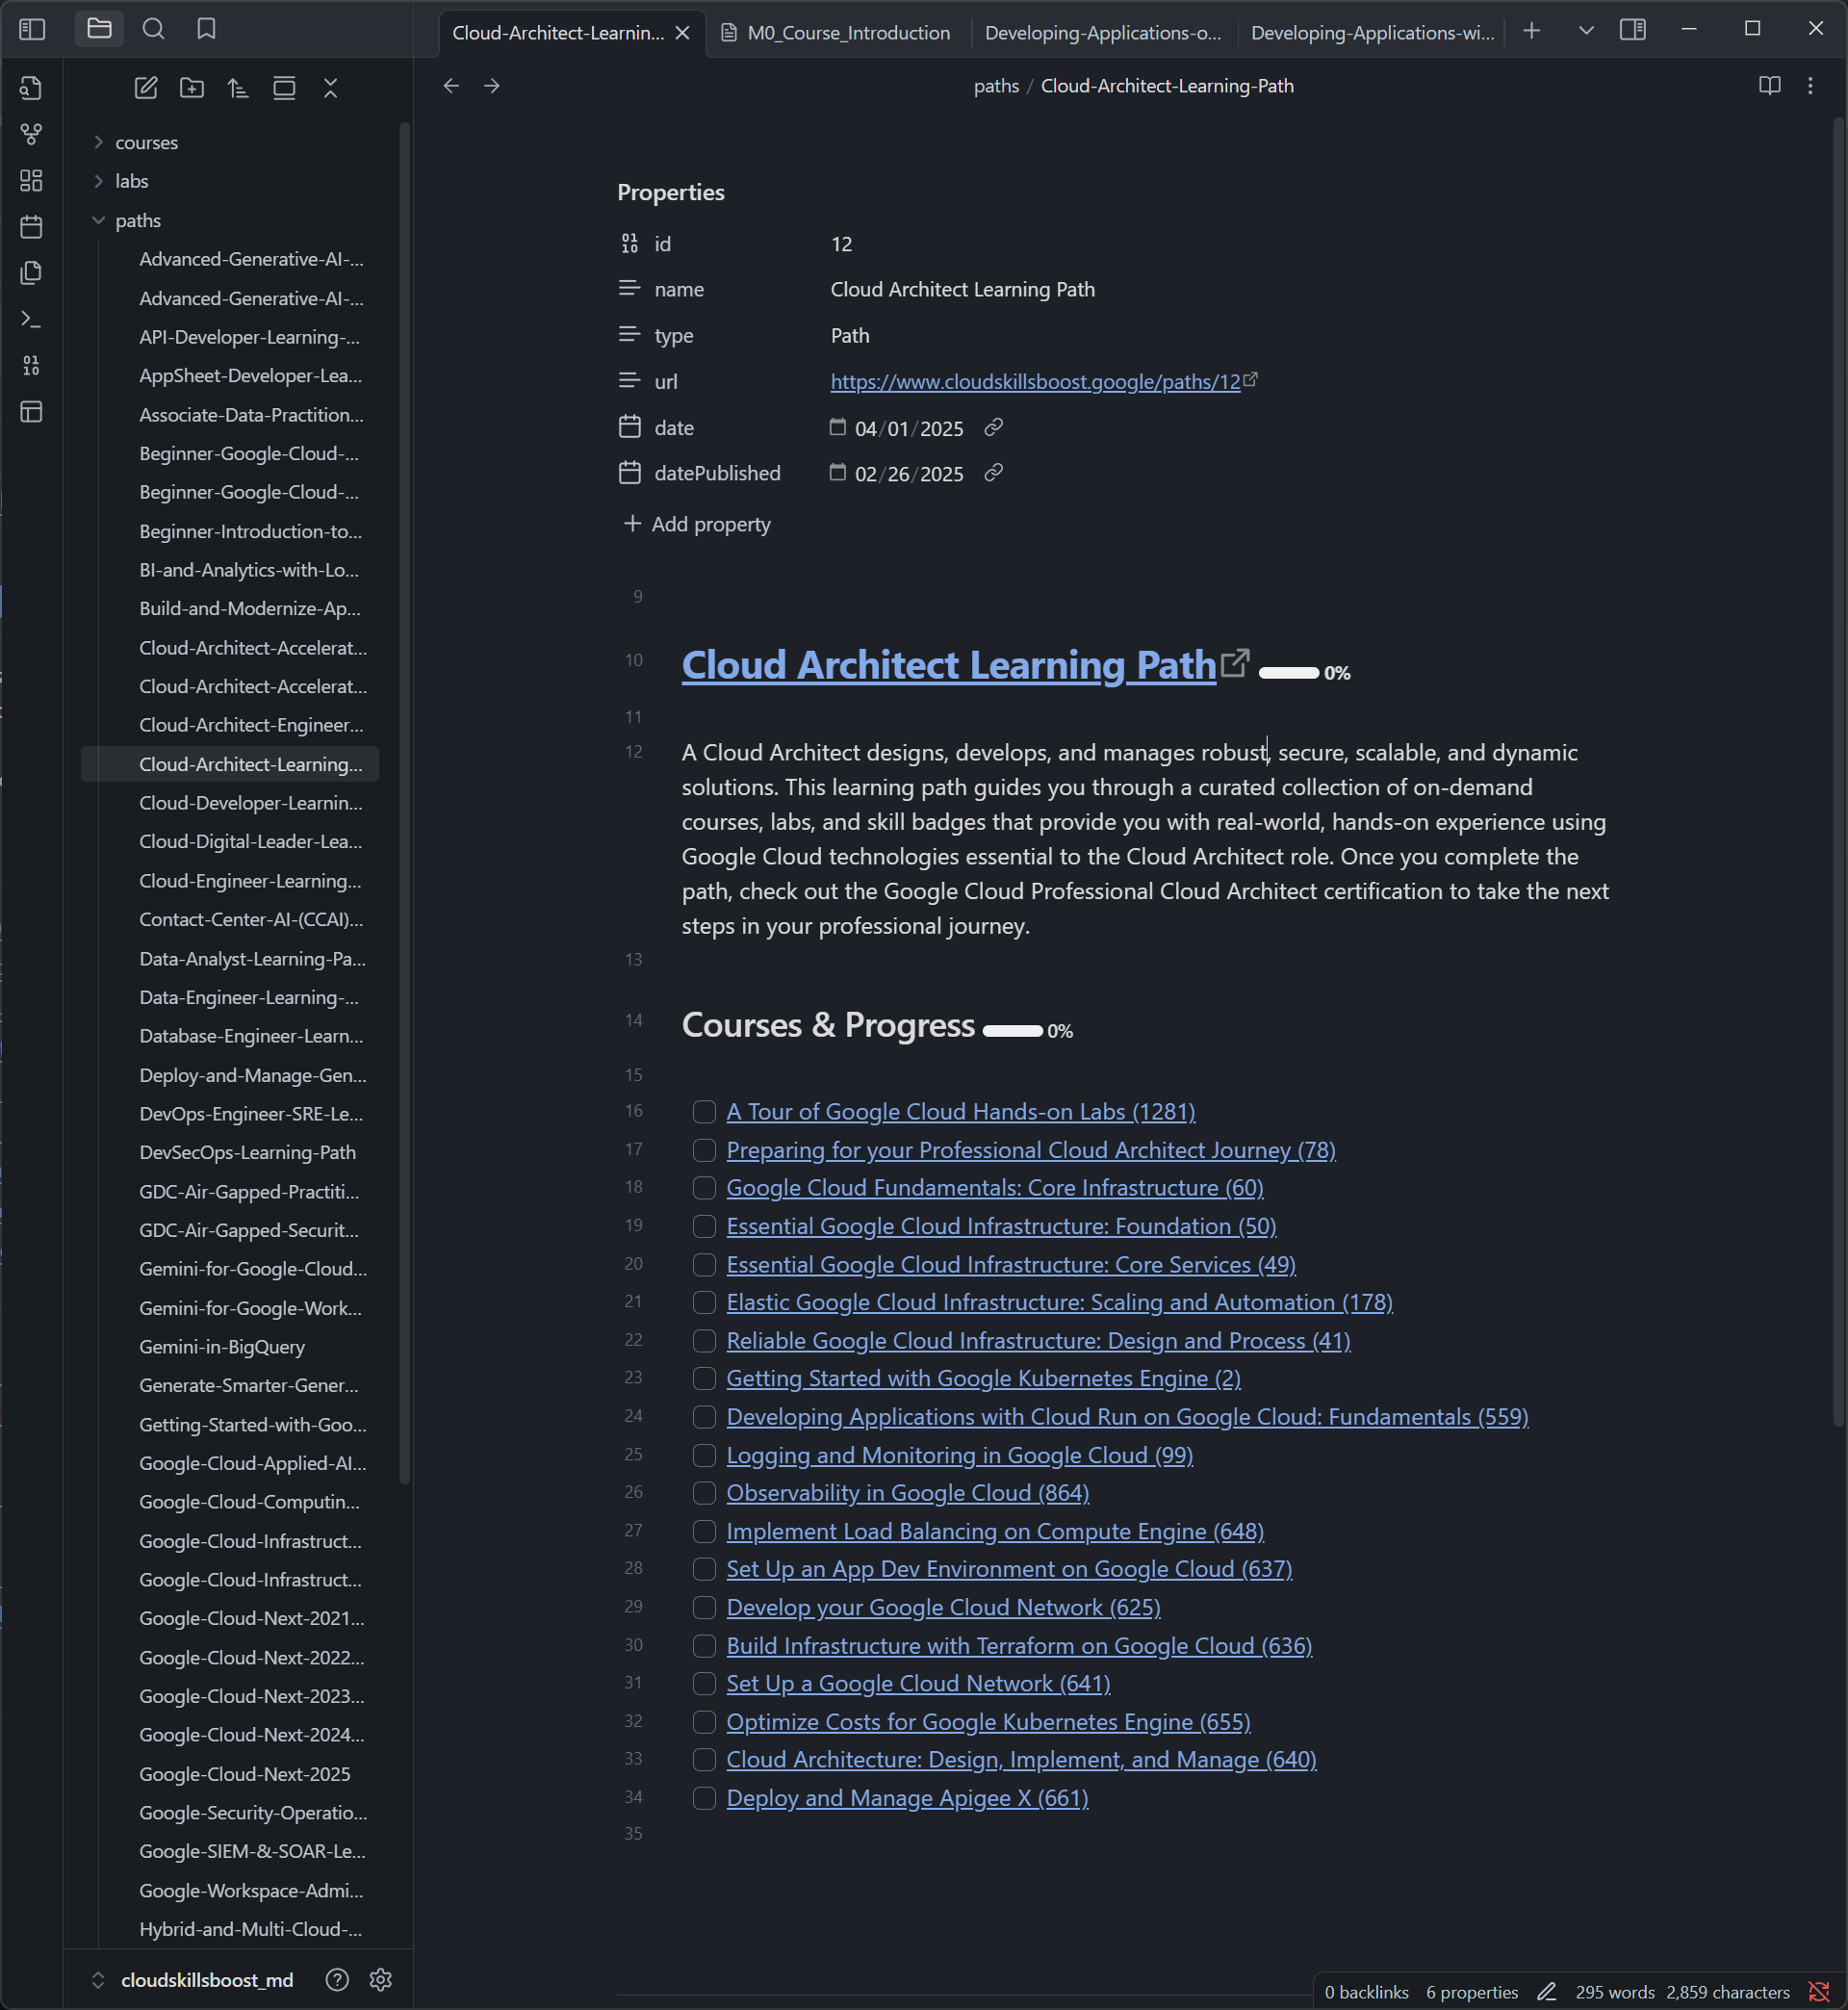 Cloud-Architect-Learnin...
M0_Course_Introduction
Developing-Applications-o...
Developing-Applications-wi...
paths / Cloud-Architect-Learning-Path
courses
labs
paths
Advanced-Generative-AI-...
Advanced-Generative-AI-...
API-Developer-Learning-...
AppSheet-Developer-Lea...
Associate-Data-Practition...
Beginner-Google-Cloud-...
Beginner-Google-Cloud-...
Beginner-Introduction-to...
BI-and-Analytics-with-Lo...
Build-and-Modernize-Ap...
Cloud-Architect-Accelerat...
Cloud-Architect-Accelerat...
Cloud-Architect-Engineer...
Cloud-Architect-Learning...
Cloud-Developer-Learnin...
Cloud-Digital-Leader-Lea...
Cloud-Engineer-Learning...
Contact-Center-AI-(CCAI)...
Data-Analyst-Learning-Pa...
Data-Engineer-Learning-...
Database-Engineer-Learn...
Deploy-and-Manage-Gen...
DevOps-Engineer-SRE-Le...
DevSecOps-Learning-Path
GDC-Air-Gapped-Practiti...
GDC-Air-Gapped-Securit...
Gemini-for-Google-Cloud...
Gemini-for-Google-Work...
Gemini-in-BigQuery
Generate-Smarter-Gener...
Getting-Started-with-Goo...
Google-Cloud-Applied-AI...
Google-Cloud-Computin...
Google-Cloud-Infrastruct...
Google-Cloud-Infrastruct...
Google-Cloud-Next-2021...
Google-Cloud-Next-2022...
Google-Cloud-Next-2023...
Google-Cloud-Next-2024...
Google-Cloud-Next-2025
Google-Security-Operatio...
Google-SIEM-&-SOAR-Le...
Google-Workspace-Admi...
Hybrid-and-Multi-Cloud-...
cloudskillsboost_md
Properties
id 12
name Cloud Architect Learning Path
type Path
url https://www.cloudskillsboost.google/paths/12
date 04/01/2025
datePublished 02/26/2025
Add property
9
10 Cloud Architect Learning Path 0%
11
12 A Cloud Architect designs, develops, and manages robust, secure, scalable, and dynamic
solutions. This learning path guides you through a curated collection of on-demand
courses, labs, and skill badges that provide you with real-world, hands-on experience using
Google Cloud technologies essential to the Cloud Architect role. Once you complete the
path, check out the Google Cloud Professional Cloud Architect certification to take the next
steps in your professional journey.
13
14 Courses & Progress 0%
15
16 A Tour of Google Cloud Hands-on Labs (1281)
17 Preparing for your Professional Cloud Architect Journey (78)
18 Google Cloud Fundamentals: Core Infrastructure (60)
19 Essential Google Cloud Infrastructure: Foundation (50)
20 Essential Google Cloud Infrastructure: Core Services (49)
21 Elastic Google Cloud Infrastructure: Scaling and Automation (178)
22 Reliable Google Cloud Infrastructure: Design and Process (41)
23 Getting Started with Google Kubernetes Engine (2)
24 Developing Applications with Cloud Run on Google Cloud: Fundamentals (559)
25 Logging and Monitoring in Google Cloud (99)
26 Observability in Google Cloud (864)
27 Implement Load Balancing on Compute Engine (648)
28 Set Up an App Dev Environment on Google Cloud (637)
29 Develop your Google Cloud Network (625)
30 Build Infrastructure with Terraform on Google Cloud (636)
31 Set Up a Google Cloud Network (641)
32 Optimize Costs for Google Kubernetes Engine (655)
33 Cloud Architecture: Design, Implement, and Manage (640)
34 Deploy and Manage Apigee X (661)
35
0 backlinks 6 properties 295 words 2,859 characters